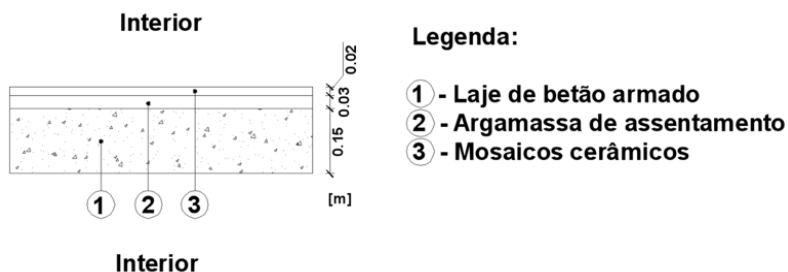 Interior
0.02
0.03
0.15
[m]
1
2
3
Interior
Legenda:
1 - Laje de betão armado
2 - Argamassa de assentamento
3 - Mosaicos cerâmicos